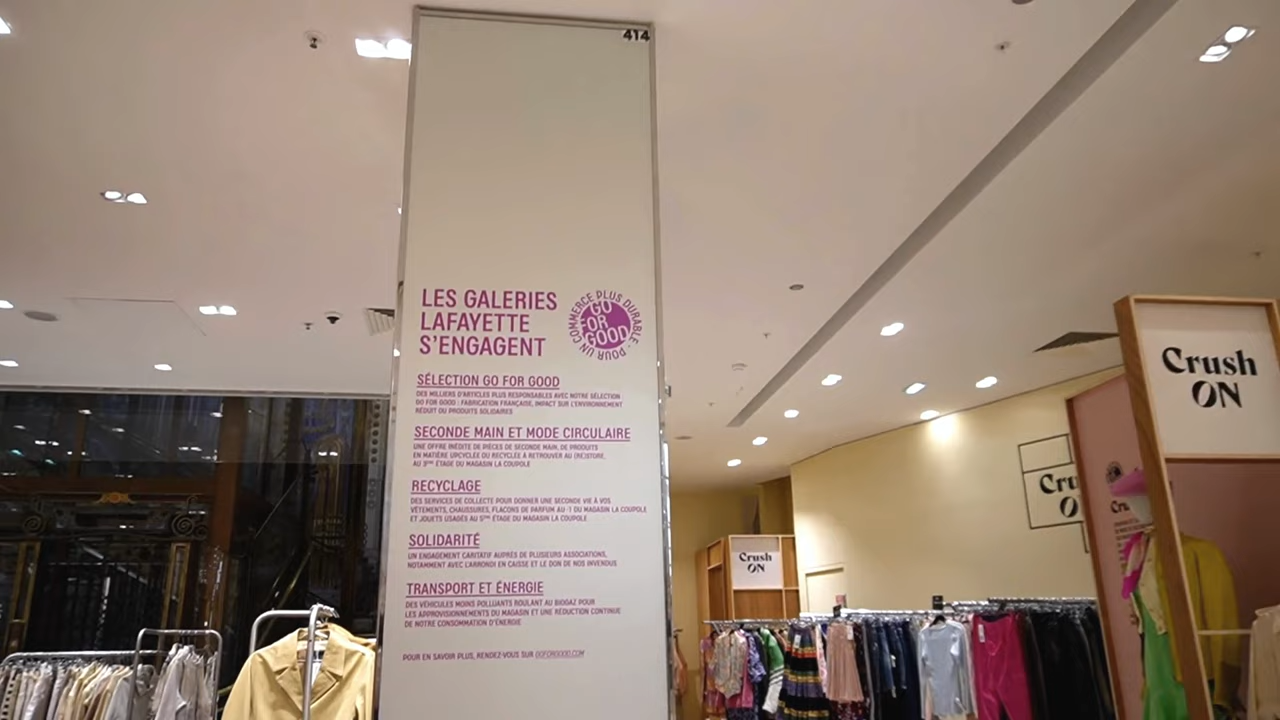 414
LES GALERIES
LAFAYETTE
S'ENGAGENT
POUR UN COMMERCE PLUS DURABLE
GO
FOR
GOOD
SÉLECTION GO FOR GOOD
DES MILLIERS D'ARTICLES PLUS RESPONSABLES AVEC NOTRE SÉLECTION
GO FOR GOOD : FABRICATION FRANÇAISE, IMPACT SUR L'ENVIRONNEMENT
RÉDUIT OU PRODUITS SOLIDAIRES
SECONDE MAIN ET MODE CIRCULAIRE
UNE OFFRE INÉDITE DE PIÈCES DE SECONDE MAIN, DE PRODUITS
EN MATIÈRE UPCYCLÉE OU RECYCLÉE À RETROUVER AU (RE)STORE,
AU 3ÈME ÉTAGE DU MAGASIN LA COUPOLE
RECYCLAGE
DES SERVICES DE COLLECTE POUR DONNER UNE SECONDE VIE À VOS
VÊTEMENTS, CHAUSSURES, FLACONS DE PARFUM AU -1 DU MAGASIN LA COUPOLE
ET JOUETS USAGÉS AU 5ÈME ÉTAGE DU MAGASIN LA COUPOLE
SOLIDARITÉ
UN ENGAGEMENT CARITATIF AUPRÈS DE PLUSIEURS ASSOCIATIONS,
NOTAMMENT AVEC L'ARRONDI EN CAISSE ET LE DON DE NOS INVENDUS
TRANSPORT ET ÉNERGIE
DES VÉHICULES MOINS POLLUANTS ROULANT AU BIOGAZ POUR
LES APPROVISIONNEMENTS DU MAGASIN ET UNE RÉDUCTION CONTINUE
DE NOTRE CONSOMMATION D'ÉNERGIE
POUR EN SAVOIR PLUS, RENDEZ-VOUS SUR GOFORGOOD.COM
Crush
ON
Cru
O
Crush
ON